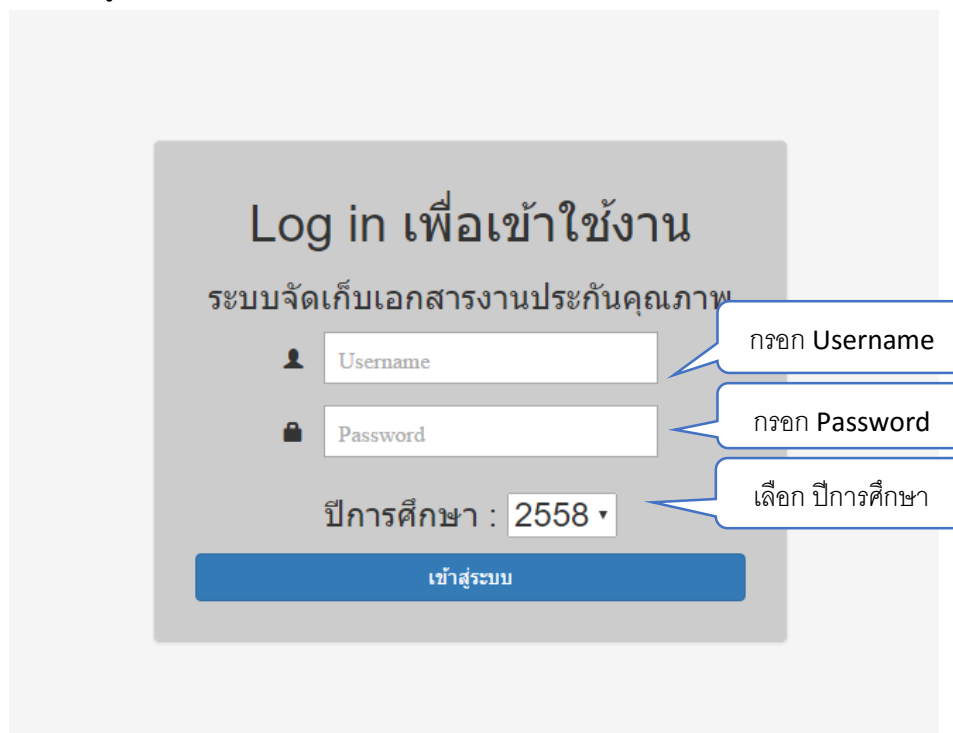 Log in เพื่อเข้าใช้งาน
ระบบจัดเก็บเอกสารงานประกันคุณภาพ
กรอก Username
Username
กรอก Password
Password
เลือก ปีการศึกษา
ปีการศึกษา : 2558
เข้าสู่ระบบ